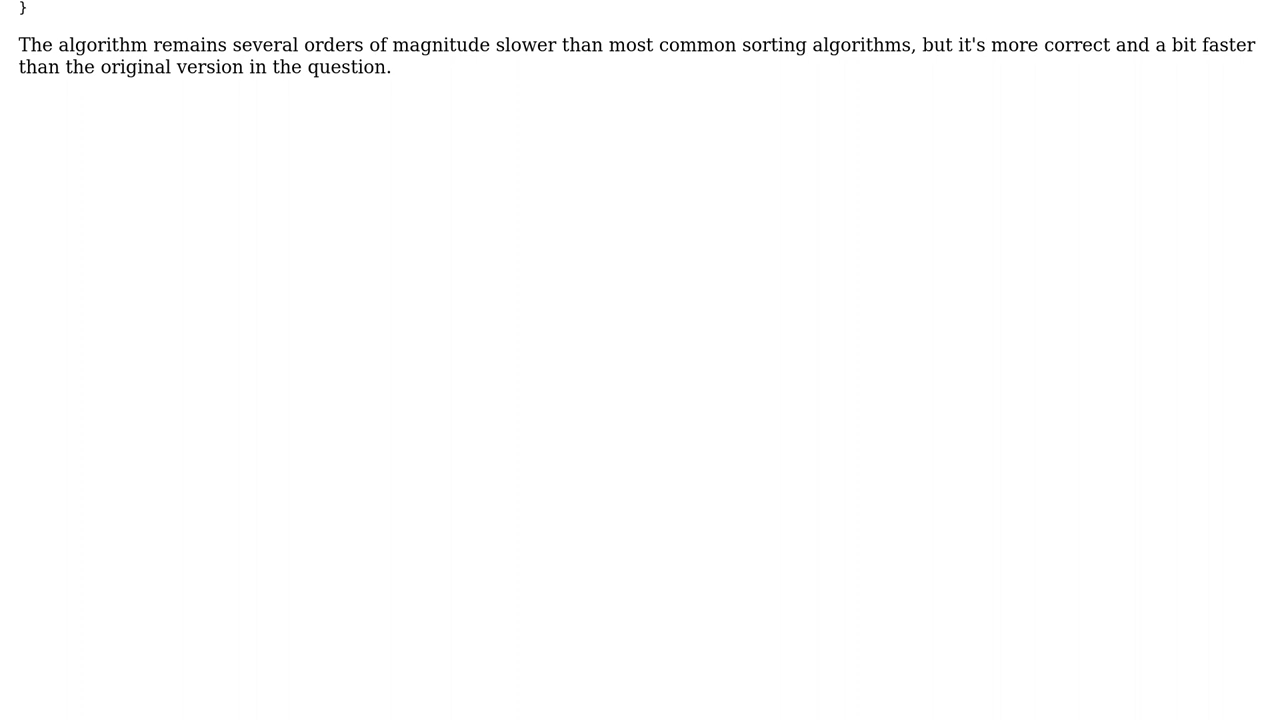 }
The algorithm remains several orders of magnitude slower than most common sorting algorithms, but it's more correct and a bit faster
than the original version in the question.